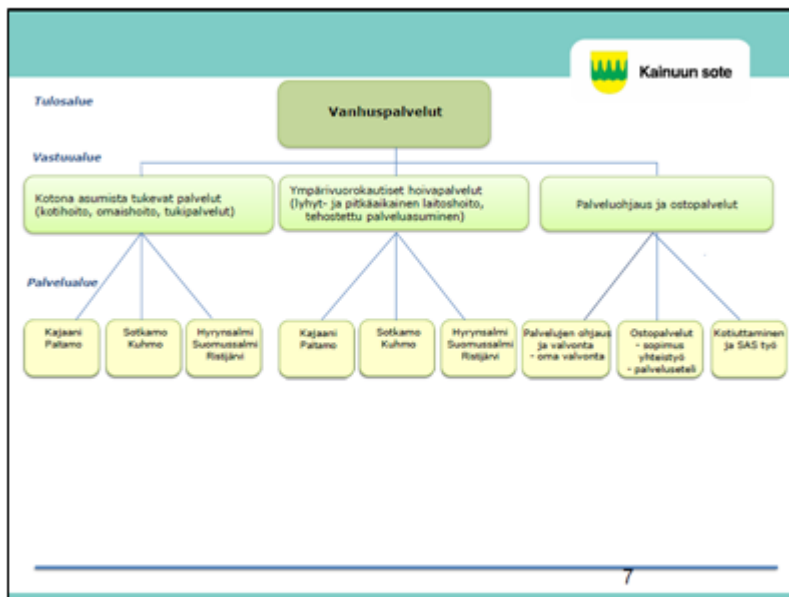 Kainuun sote
Tulosalue
Vanhuspalvelut
Vastuualue
Kotona asumista tukevat palvelut
(kotihoito, omaishoito, tukipalvelut)
Ympärivuorokautiset hoivapalvelut
(lyhyt- ja pitkäaikainen laitoshoito,
tehostettu palveluasuminen)
Palveluohjaus ja ostopalvelut
Palvelualue
Kajaani
Paltamo
Sotkamo
Kuhmo
Hyrynsalmi
Suomussalmi
Ristijärvi
Kajaani
Paltamo
Sotkamo
Kuhmo
Hyrynsalmi
Suomussalmi
Ristijärvi
Palvelujen ohjaus
ja valvonta
- oma valvonta
Ostopalvelut
- sopimus
yhteistyö
- palveluseteli
Kotiuttaminen
ja SAS työ
7